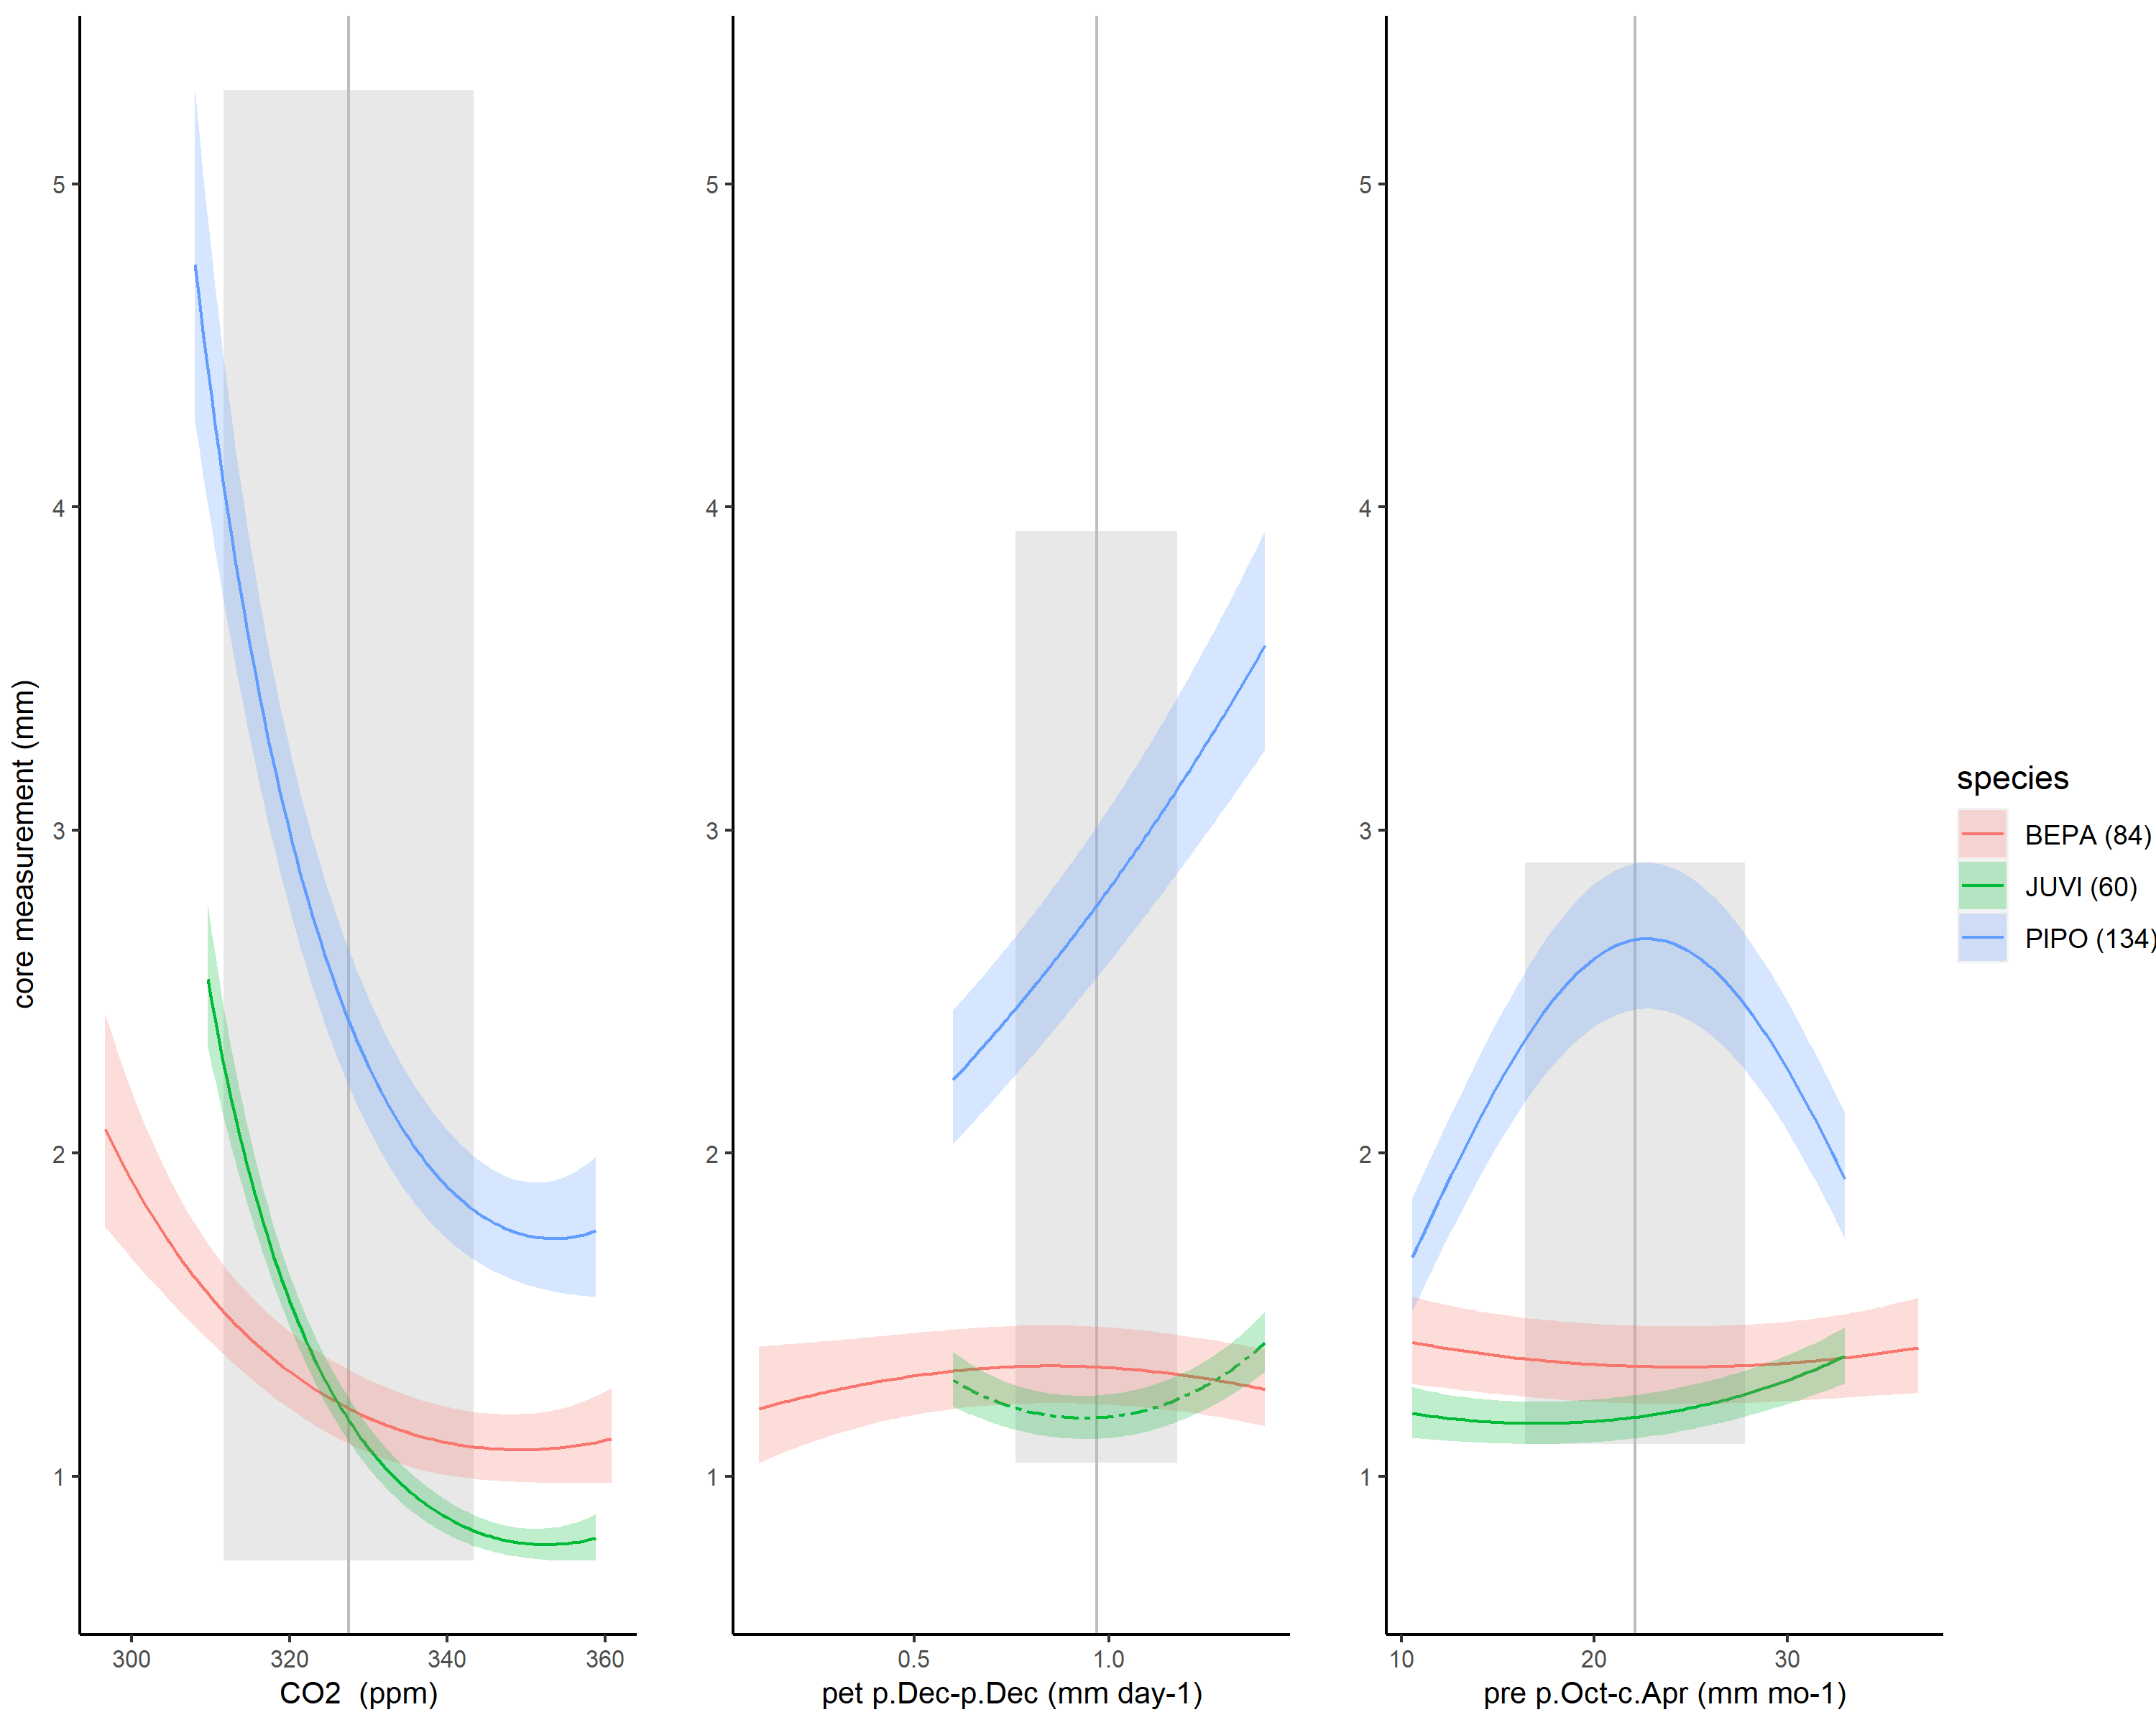 core measurement (mm)
5
4
3
2
1
300 320 340 360
CO2  (ppm)
5
4
3
2
1
0.5 1.0
pet p.Dec-p.Dec (mm day-1)
5
4
3
2
1
10 20 30
pre p.Oct-c.Apr (mm mo-1)
species
BEPA (84)
JUVI (60)
PIPO (134)